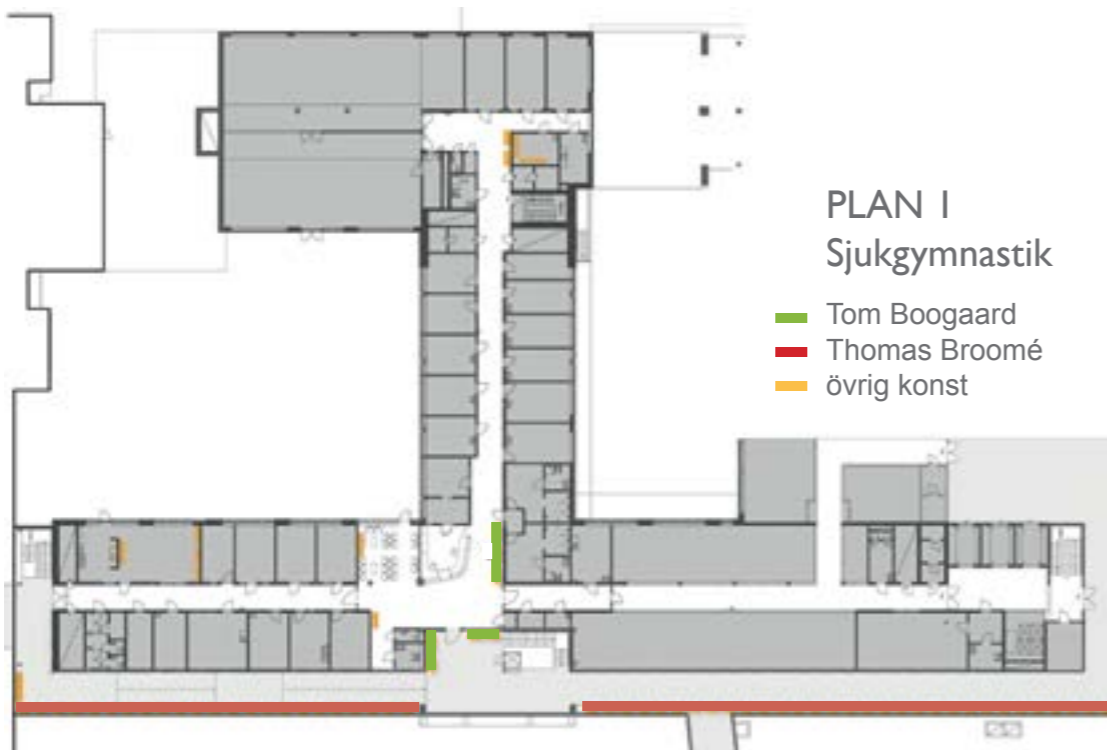 PLAN 1
Sjukgymnastik
Tom Boogaard
Thomas Broomé
övrig konst